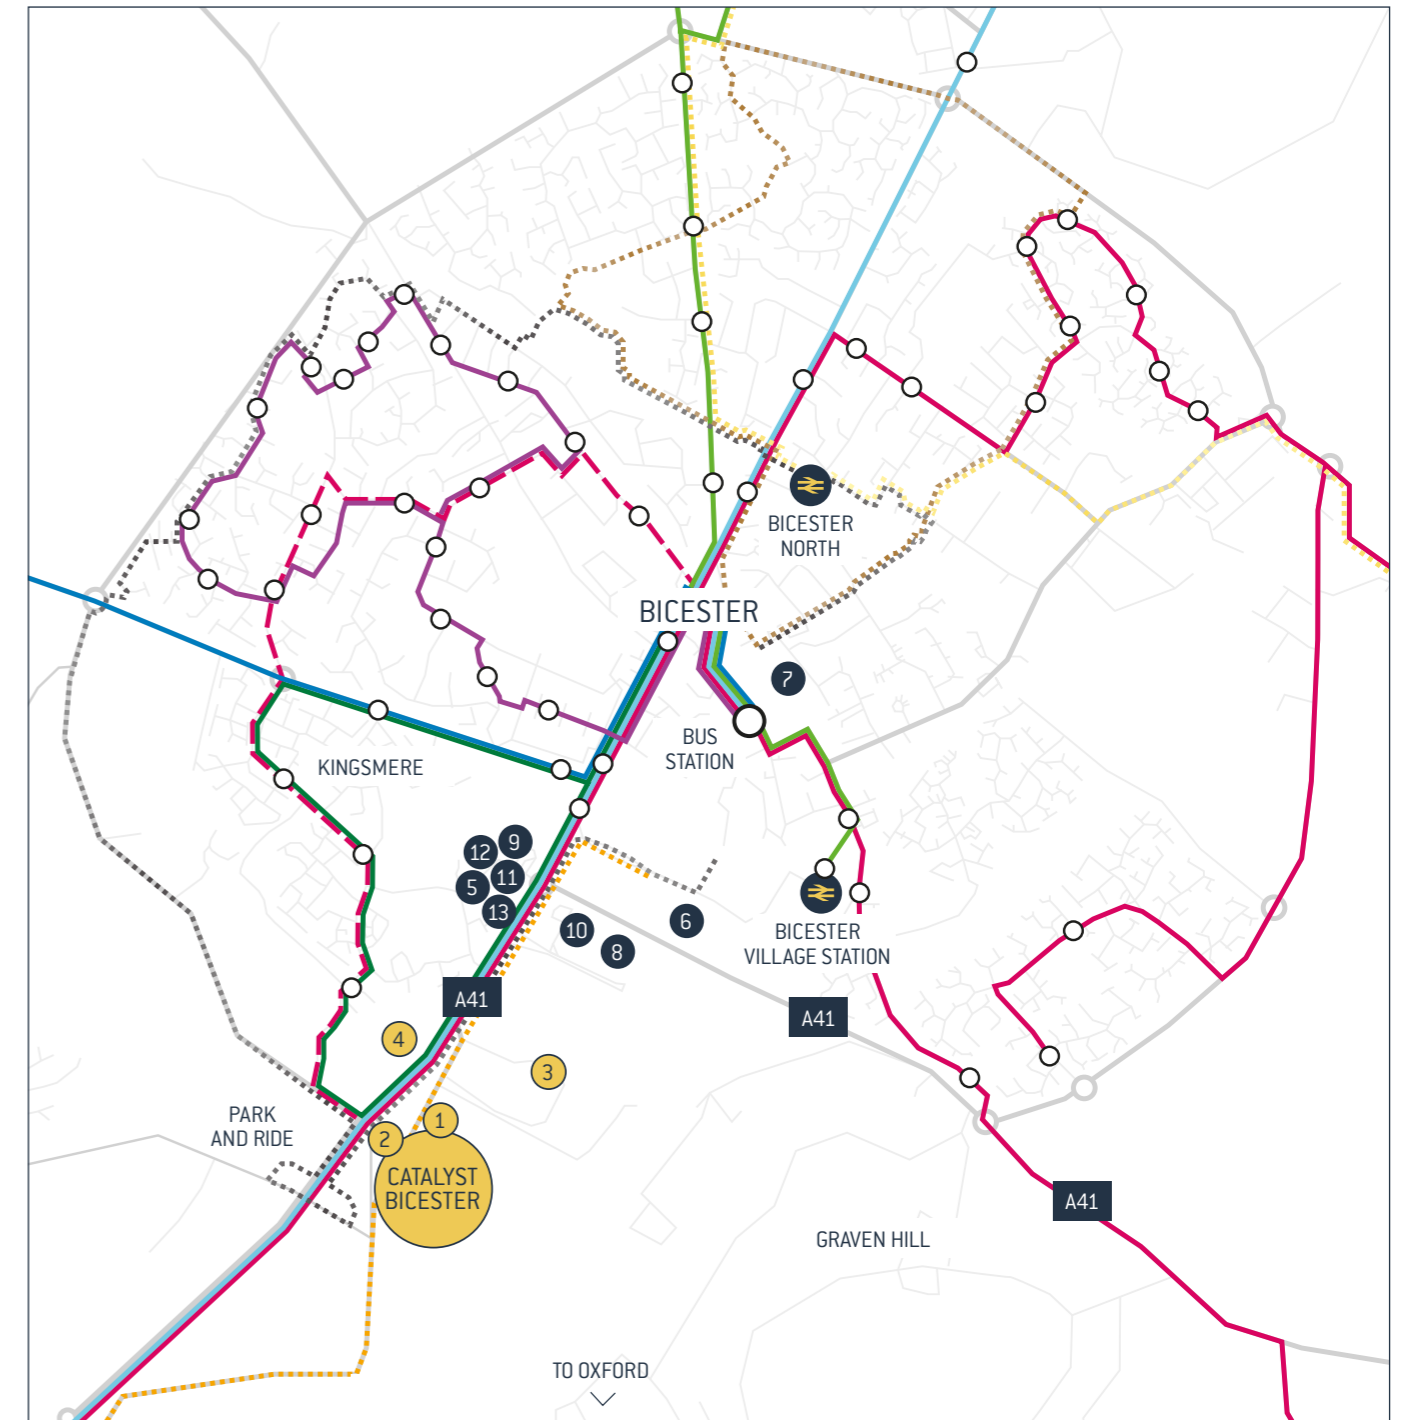 BICESTER
NORTH
BICESTER
7
BUS
STATION
KINGSMERE
9
12
11
5
13
10
6
8
BICESTER
VILLAGE STATION
A41
A41
4
3
PARK
AND RIDE
1
2
CATALYST
BICESTER
A41
GRAVEN HILL
TO OXFORD